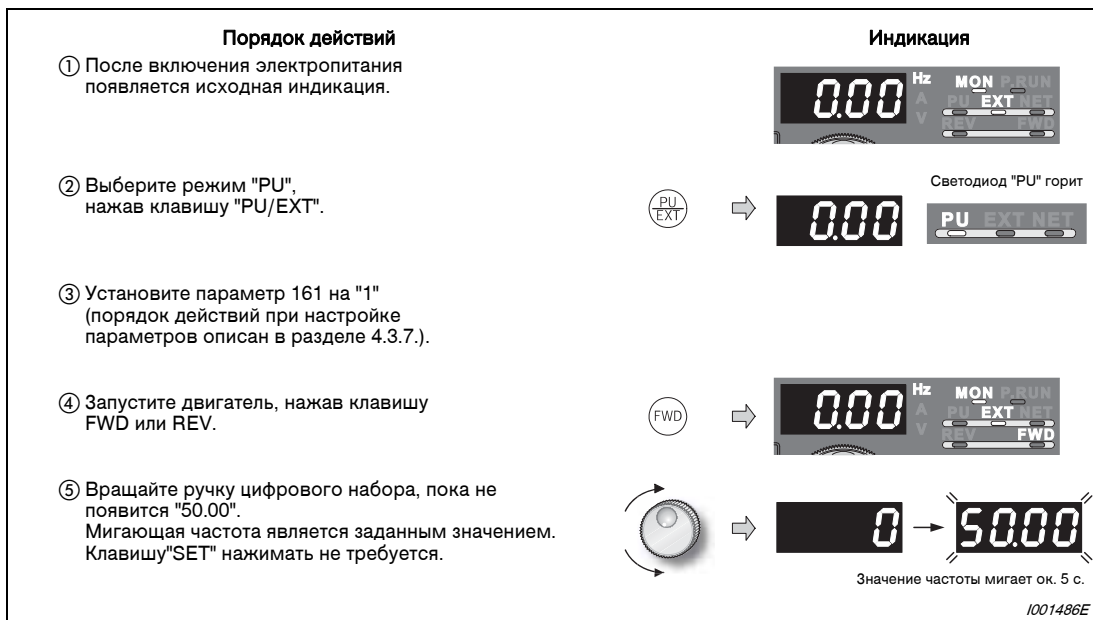 Порядок действий
Индикация
① После включения электропитания
появляется исходная индикация.
0.00 Hz A V MON P.RUN
PU EXT NET
REV FWD
② Выберите режим "PU",
нажав клавишу "PU/EXT".
PU
EXT
0.00
Светодиод "PU" горит
PU EXT NET
③ Установите параметр 161 на "1"
(порядок действий при настройке
параметров описан в разделе 4.3.7.).
④ Запустите двигатель, нажав клавишу
FWD или REV.
FWD
0.00 Hz A V MON P.RUN
PU EXT NET
REV FWD
⑤ Вращайте ручку цифрового набора, пока не
появится "50.00".
Мигающая частота является заданным значением.
Клавишу"SET" нажимать не требуется.
0
50.00
Значение частоты мигает ок. 5 с.
I001486E